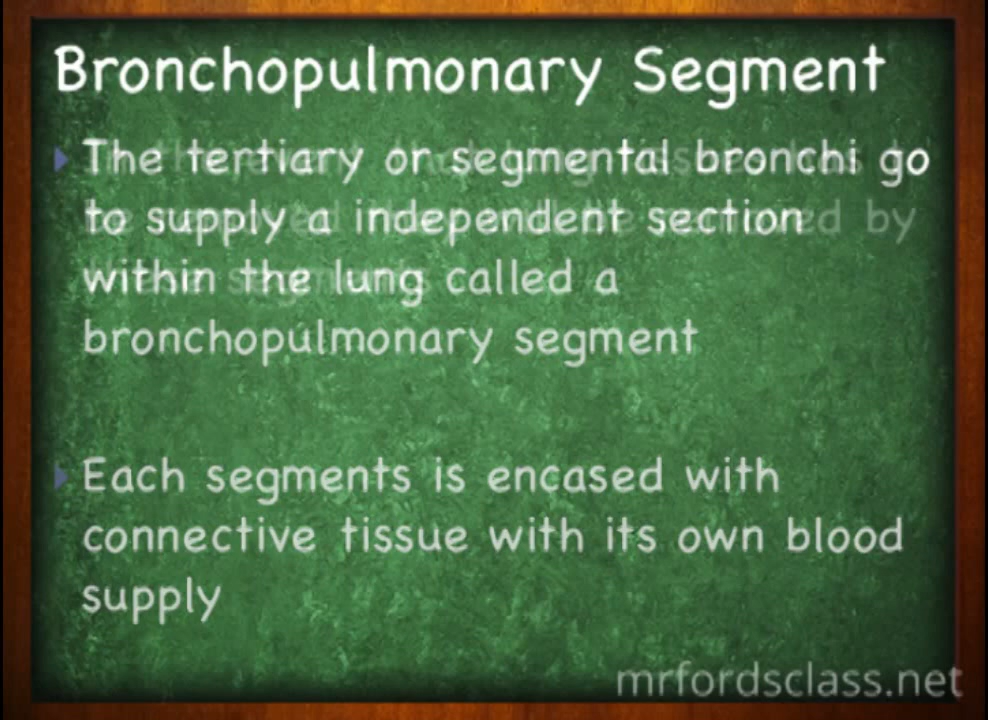 Bronchopulmonary Segment
The tertiary or segmental bronchi go
to supply a independent section
within the lung called a
bronchopulmonary segment
Each segments is encased with
connective tissue with its own blood
supply
mrfordsclass.net